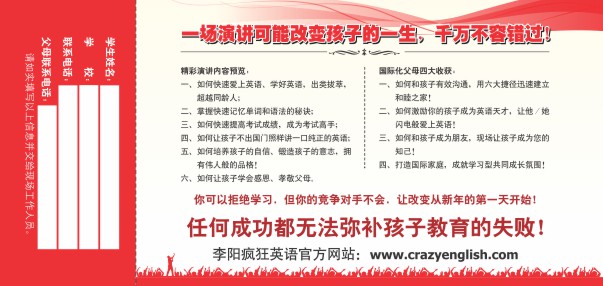 学生姓名：
学 校：
联系电话：
父母联系电话：
请如实填写以上信息并交给现场工作人员。
一场演讲可能改变孩子的一生，千万不容错过！
精彩演讲内容预览：
一、如何快速爱上英语、学好英语、出类拔萃，
超越同龄人；
二、掌握快速记忆单词和语法的秘诀；
三、如何快速提高考试成绩，成为考试高手；
四、如何让孩子不出国门照样讲一口纯正的英语；
五、如何培养孩子的自信、锻造孩子的意志，拥
有伟人般的品格！
六、如何让孩子学会感恩、孝敬父母。
国际化父母四大收获：
一、如何和孩子有效沟通，用六大捷径迅速建立
和睦之家！
二、如何激励你的孩子成为英语天才，让他／她
闪电般爱上英语！
三、如何和孩子成为朋友，现场让孩子成为您的
知己！
四、打造国际家庭，成就学习型共同成长氛围！
你可以拒绝学习，但你的竞争对手不会，让改变从新年的第一天开始！
任何成功都无法弥补孩子教育的失败！
李阳疯狂英语官方网站：www.crazyenglish.com